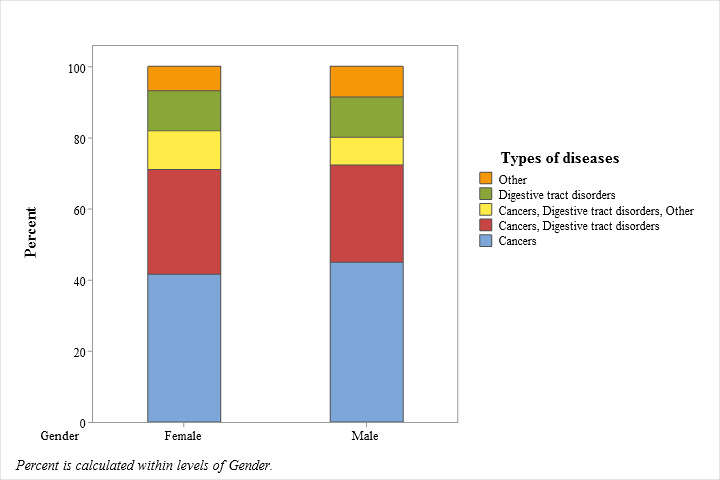 100
80
60
40
20
0
Percent
Gender
Female
Male
Types of diseases
Other
Digestive tract disorders
Cancers, Digestive tract disorders, Other
Cancers, Digestive tract disorders
Cancers
Percent is calculated within levels of Gender.